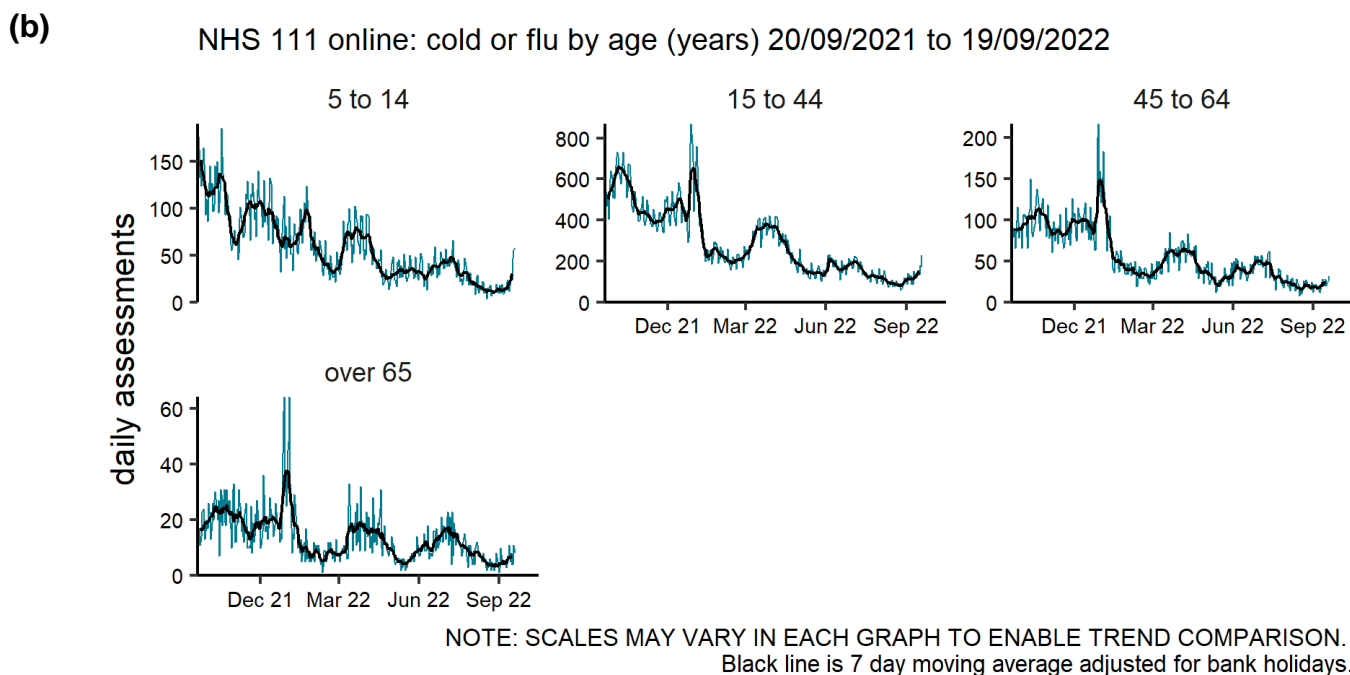 (b)
NHS 111 online: cold or flu by age (years) 20/09/2021 to 19/09/2022
daily assessments
5 to 14
150
100
50
0
15 to 44
800
600
400
200
0
Dec 21 Mar 22 Jun 22 Sep 22
45 to 64
200
150
100
50
0
Dec 21 Mar 22 Jun 22 Sep 22
over 65
60
40
20
0
Dec 21 Mar 22 Jun 22 Sep 22
NOTE: SCALES MAY VARY IN EACH GRAPH TO ENABLE TREND COMPARISON.
Black line is 7 day moving average adjusted for bank holidays.